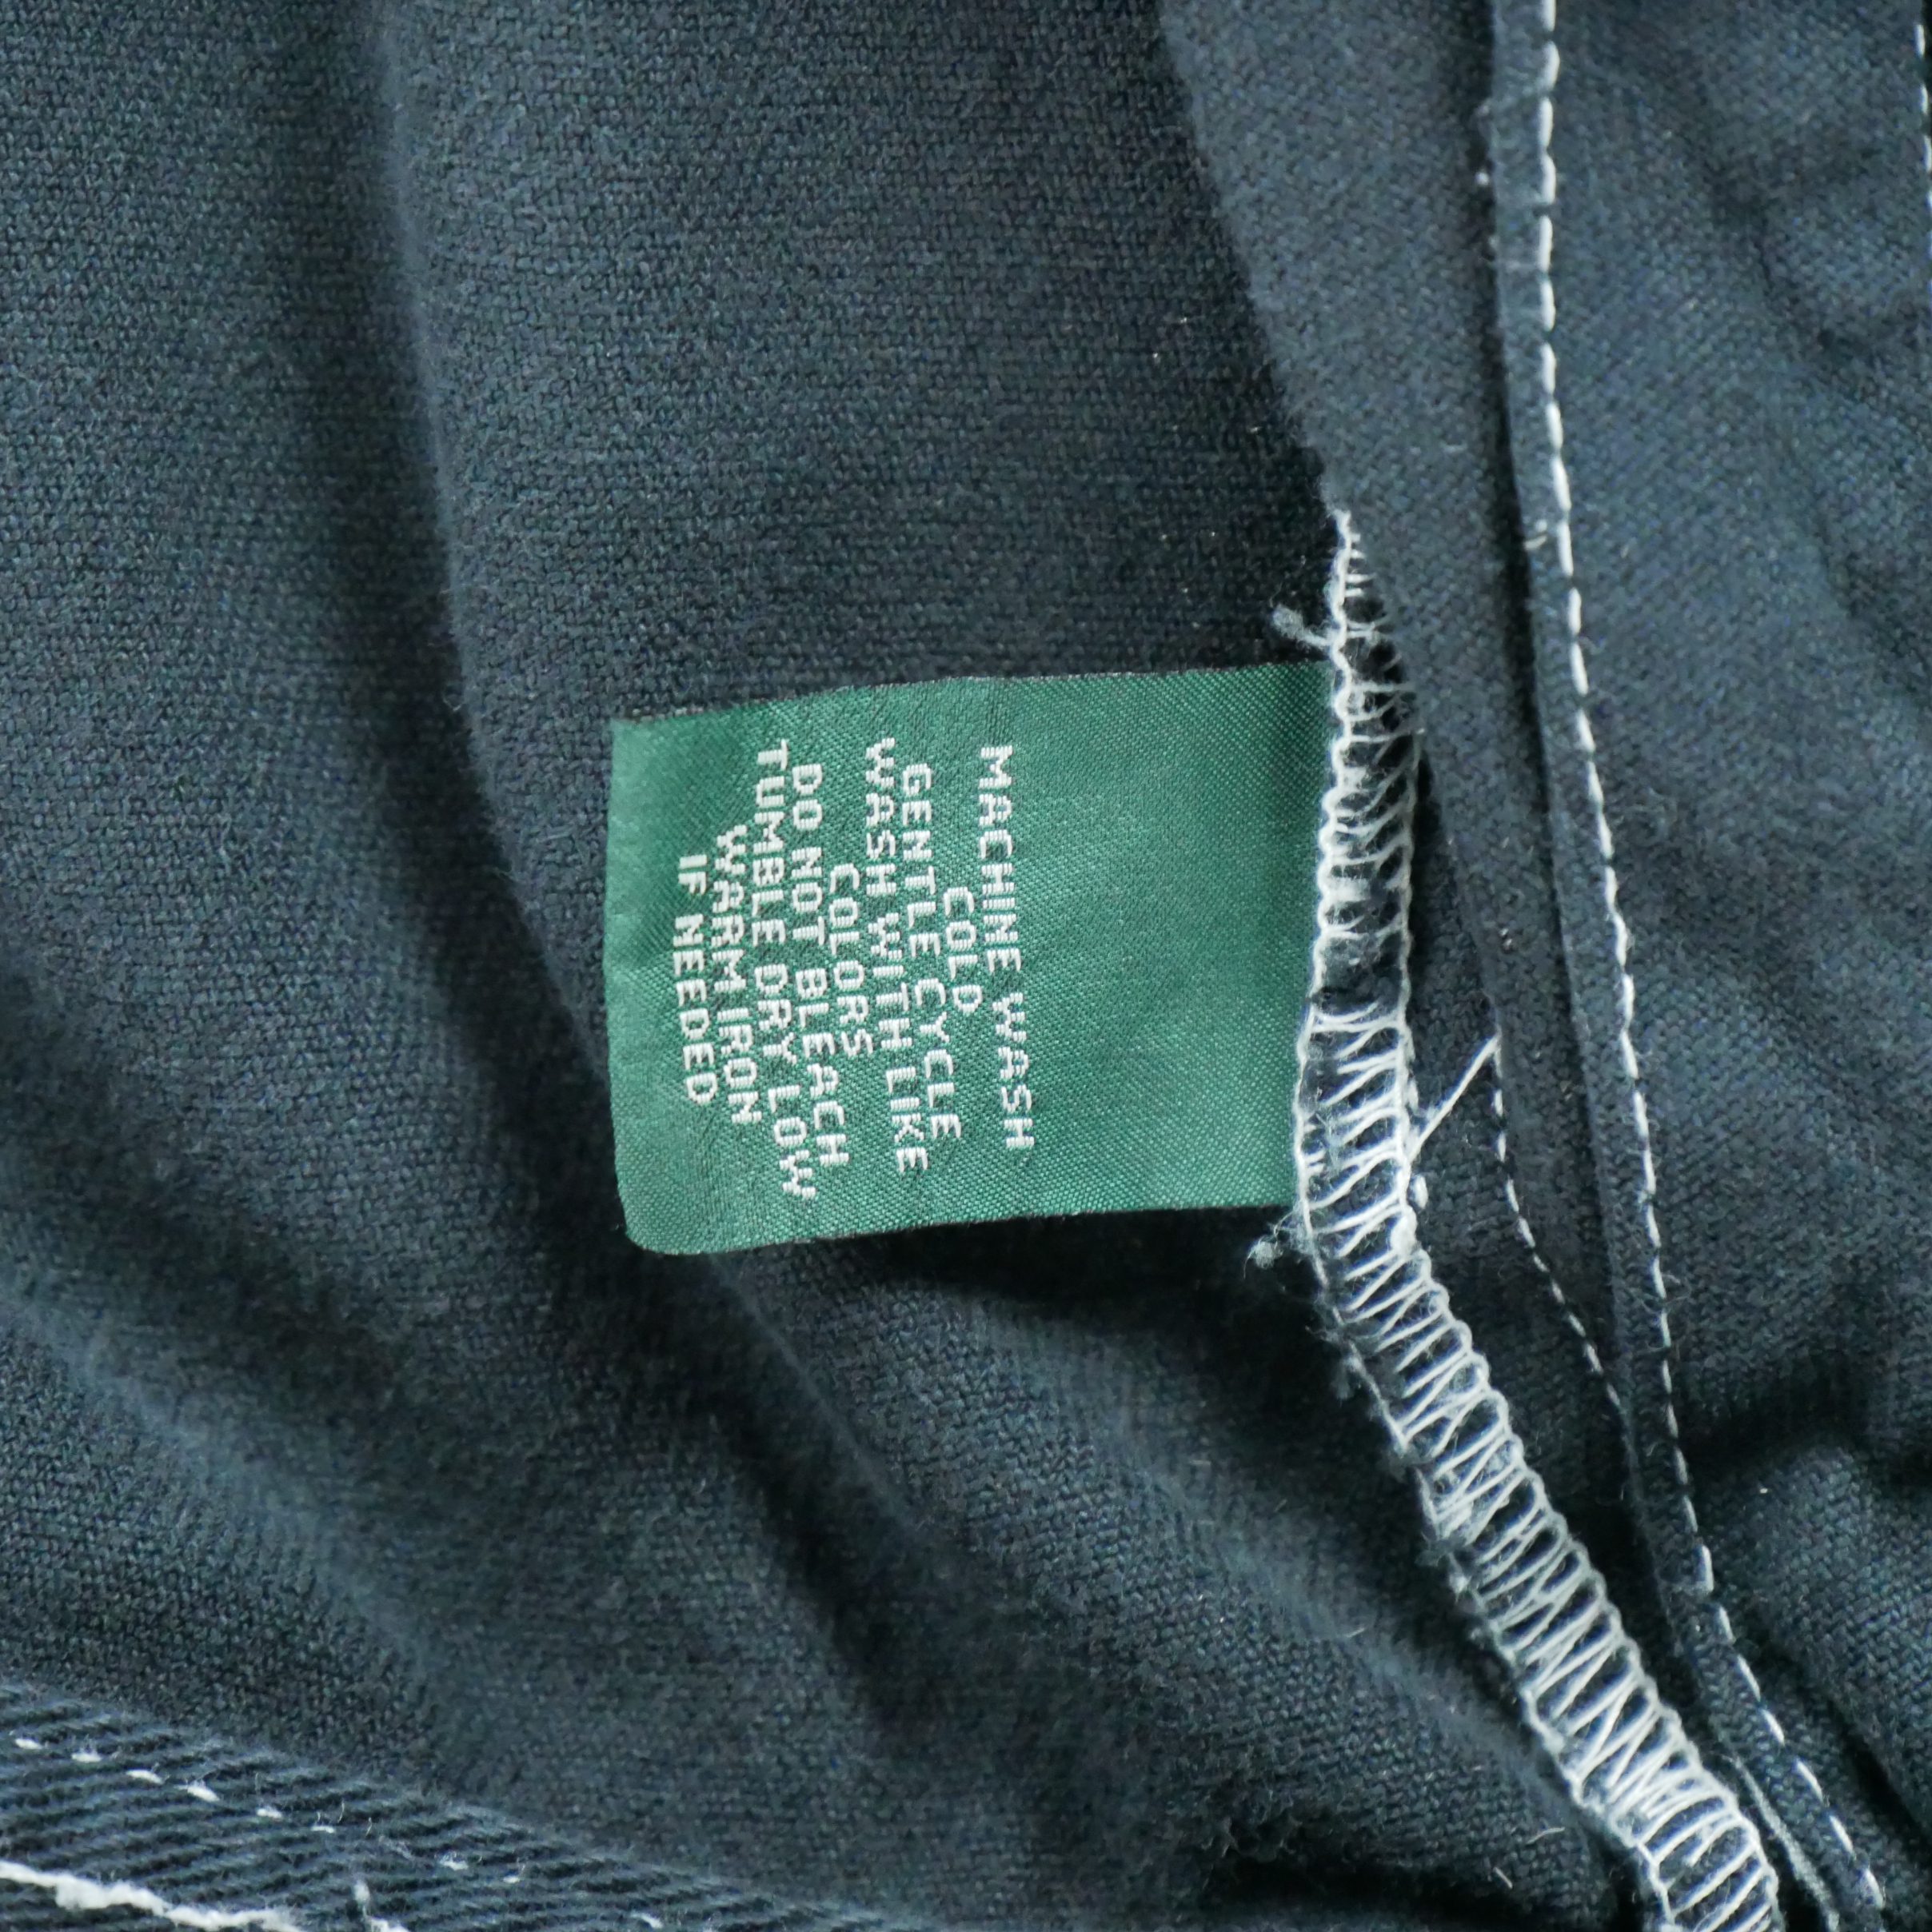 MACHINE WASH
COLD
GENTLE CYCLE
WASH WITH LIKE
COLORS
DO NOT BLEACH
TUMBLE DRY LOW
WARM IRON
IF NEEDED